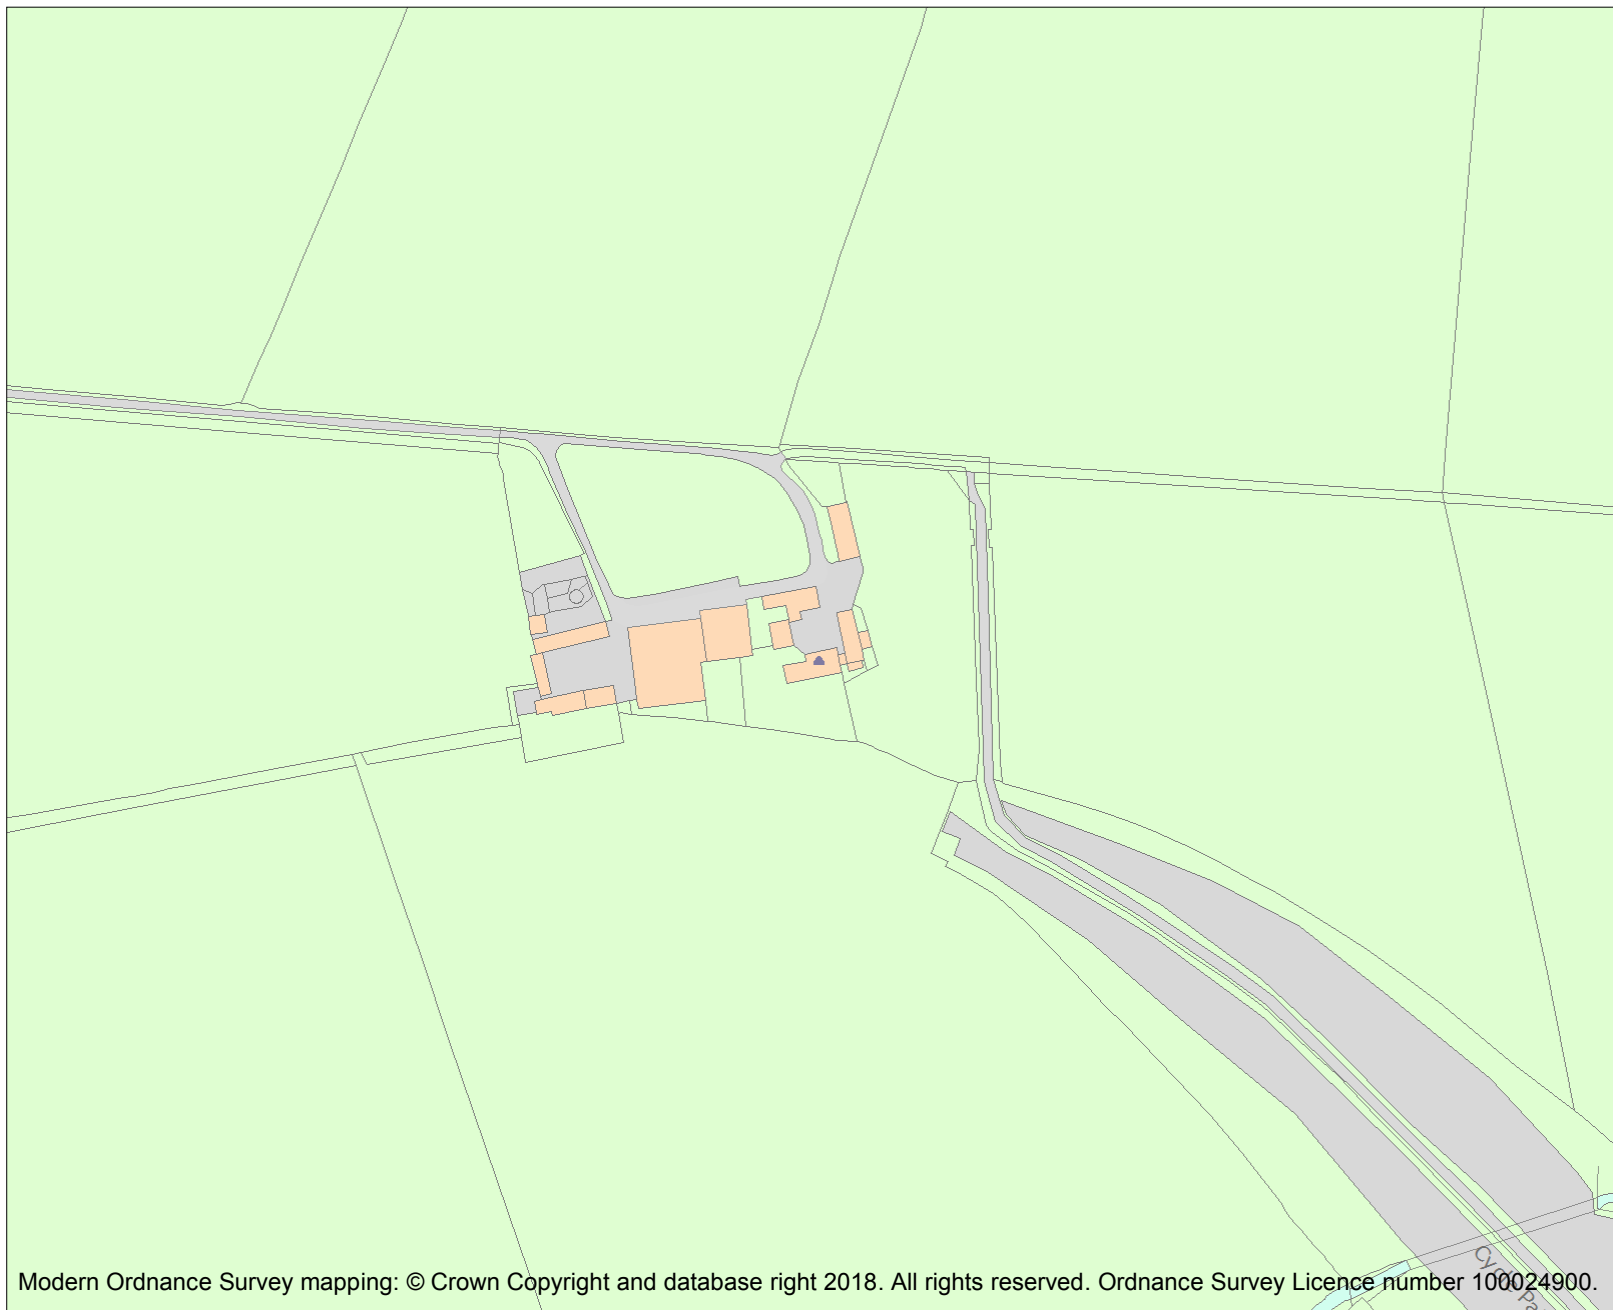 Modern Ordnance Survey mapping: © Crown Copyright and database right 2018. All rights reserved. Ordnance Survey Licence number 100024900.